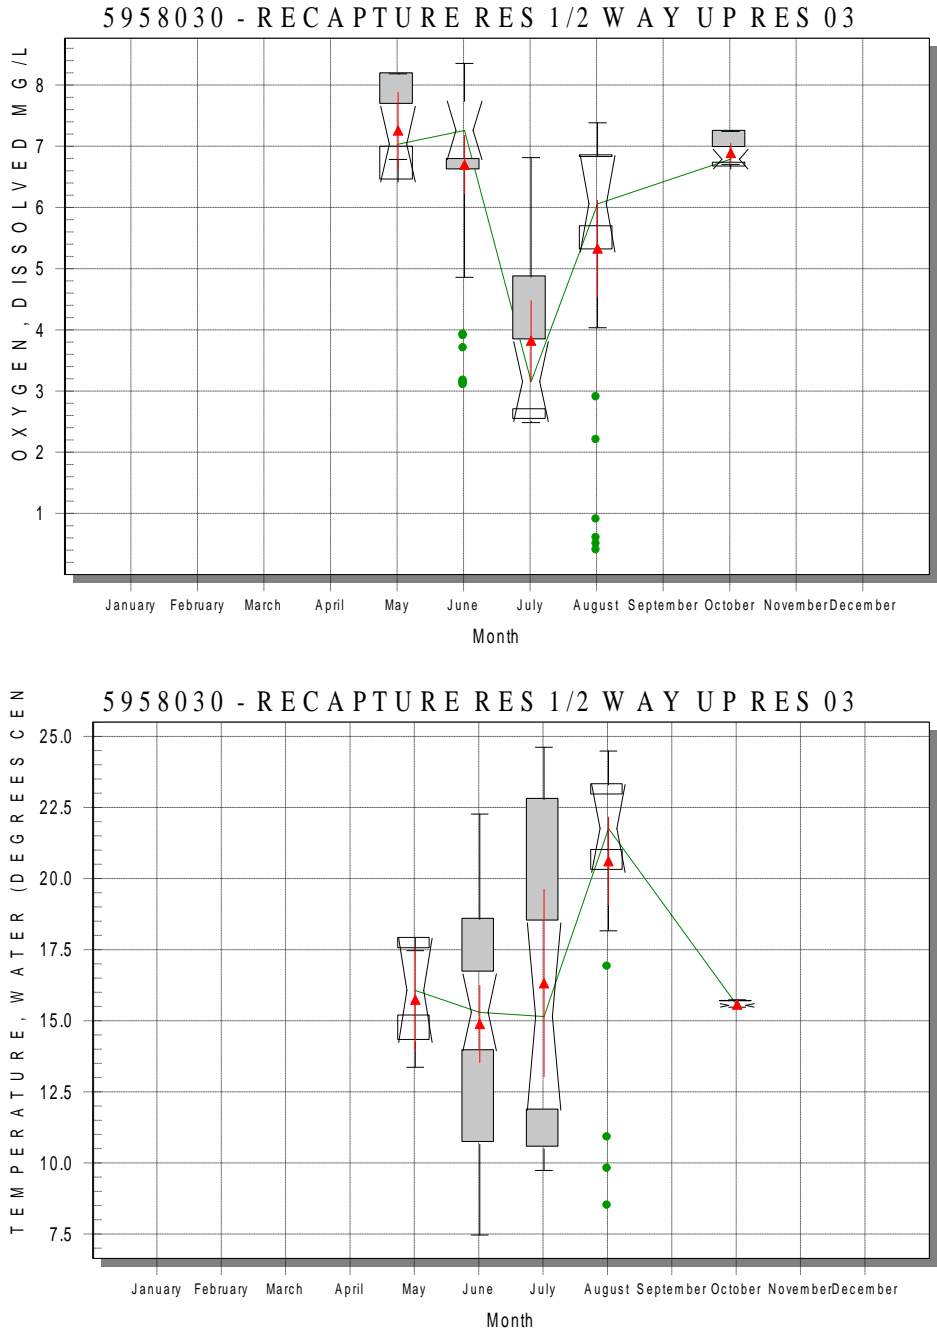 5958030 - RECAPTURE RES 1/2 WAY UP RES 03
OXYGEN, DISSOLVED MG/L
8
7
6
5
4
3
2
1
January February March April May June July August September October November December
Month
5958030 - RECAPTURE RES 1/2 WAY UP RES 03
TEMPERATURE, WATER (DEGREES CEN
25.0
22.5
20.0
17.5
15.0
12.5
10.0
7.5
January February March April May June July August September October November December
Month